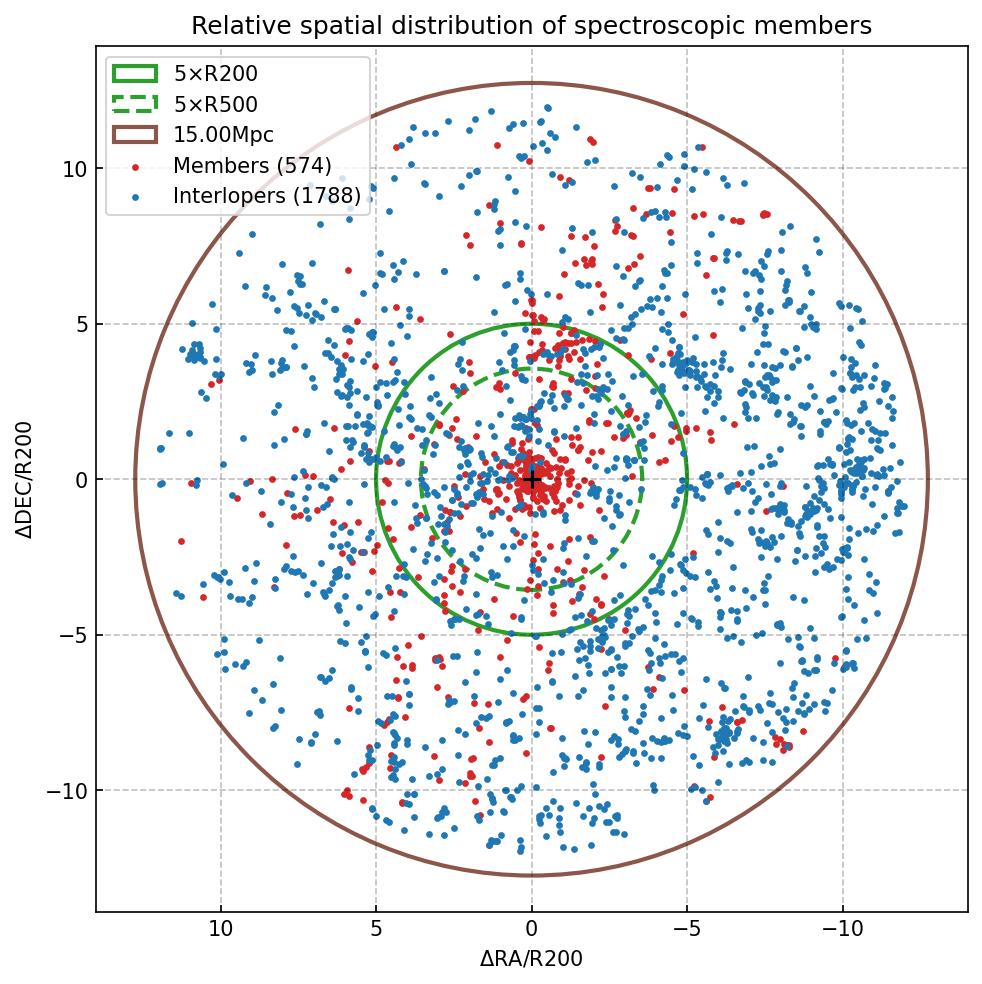 Relative spatial distribution of spectroscopic members
5×R200
5×R500
15.00Mpc
Members (574)
Interlopers (1788)
10
5
0
−5
−10
ΔDEC/R200
10
5
0
−5
−10
ΔRA/R200